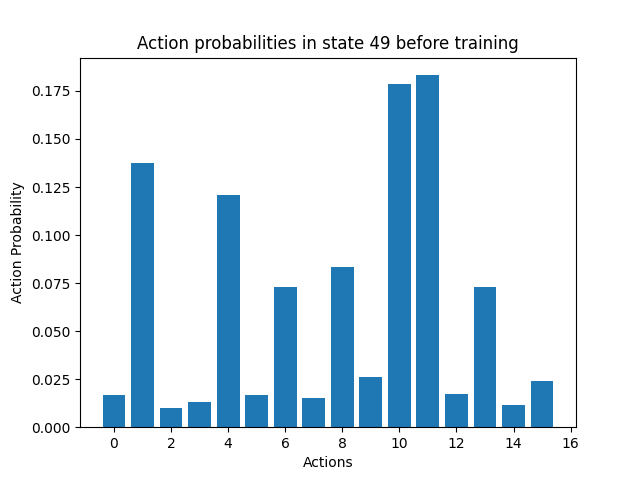 Action probabilities in state 49 before training
Action Probability
0.175
0.150
0.125
0.100
0.075
0.050
0.025
0.000
0 2 4 6 8 10 12 14 16
Actions